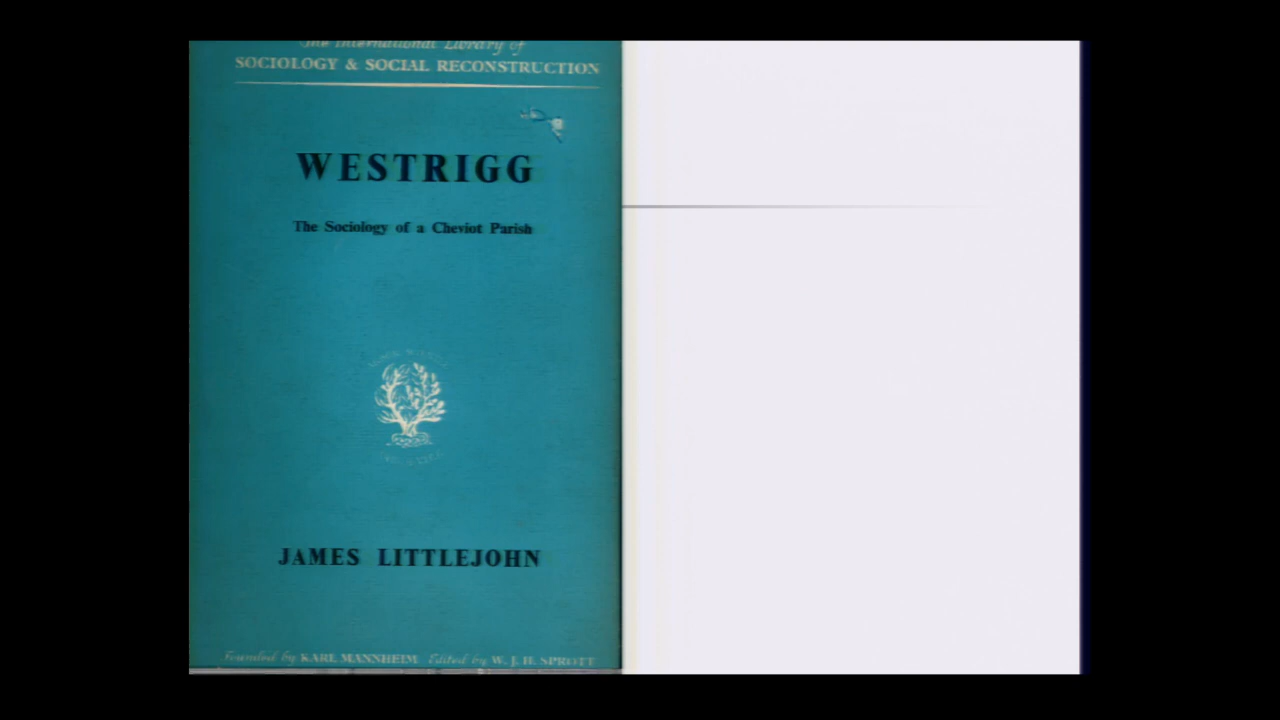 The International Library of
SOCIOLOGY & SOCIAL RECONSTRUCTION
WESTRIGG
The Sociology of a Cheviot Parish
JAMES LITTLEJOHN
Founded by KARL MANNHEIM Edited by W. J. H. SPROTT